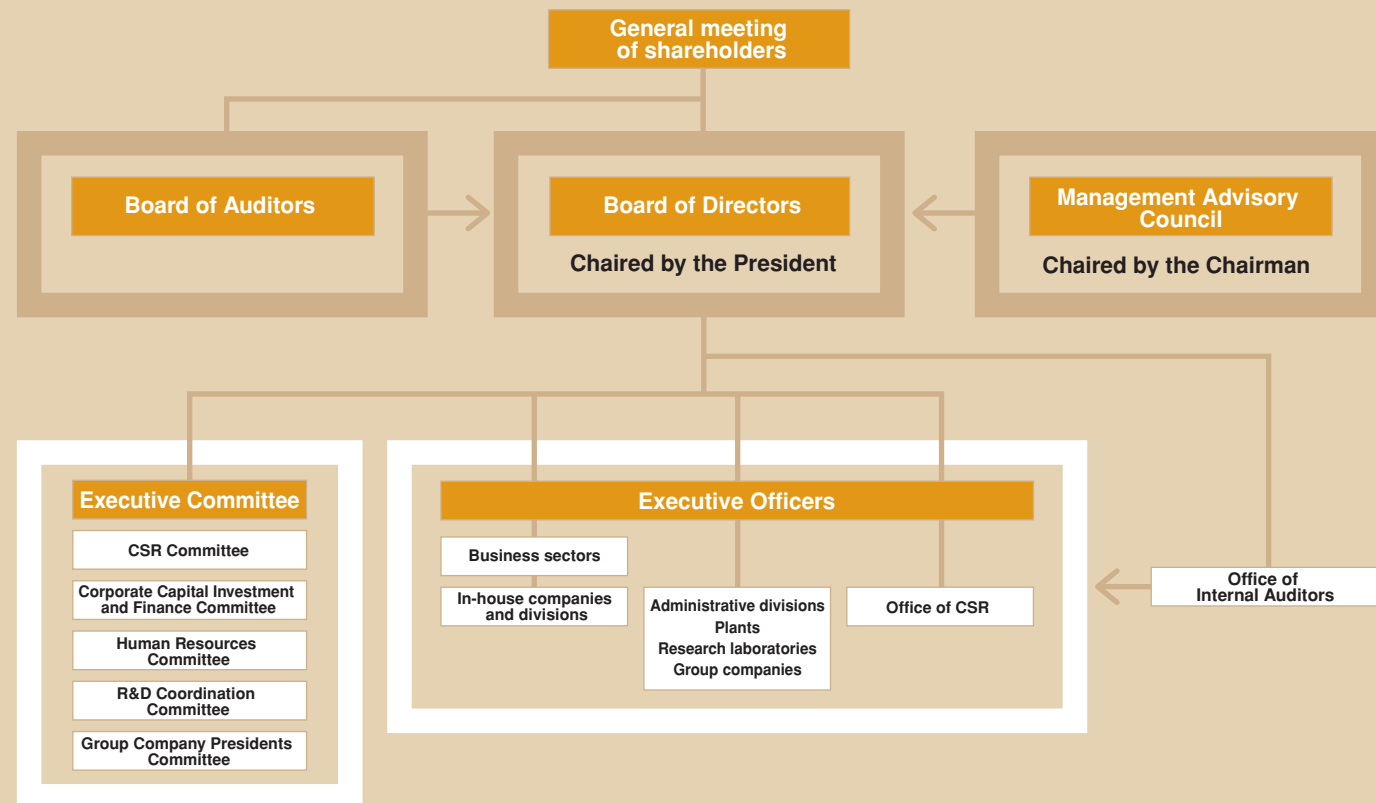 General meeting
of shareholders
Board of Auditors
Board of Directors
Chaired by the President
Management Advisory
Council
Chaired by the Chairman
Executive Committee
CSR Committee
Corporate Capital Investment
and Finance Committee
Human Resources
Committee
R&D Coordination
Committee
Group Company Presidents
Committee
Executive Officers
Business sectors
In-house companies
and divisions
Administrative divisions
Plants
Research laboratories
Group companies
Office of CSR
Office of
Internal Auditors